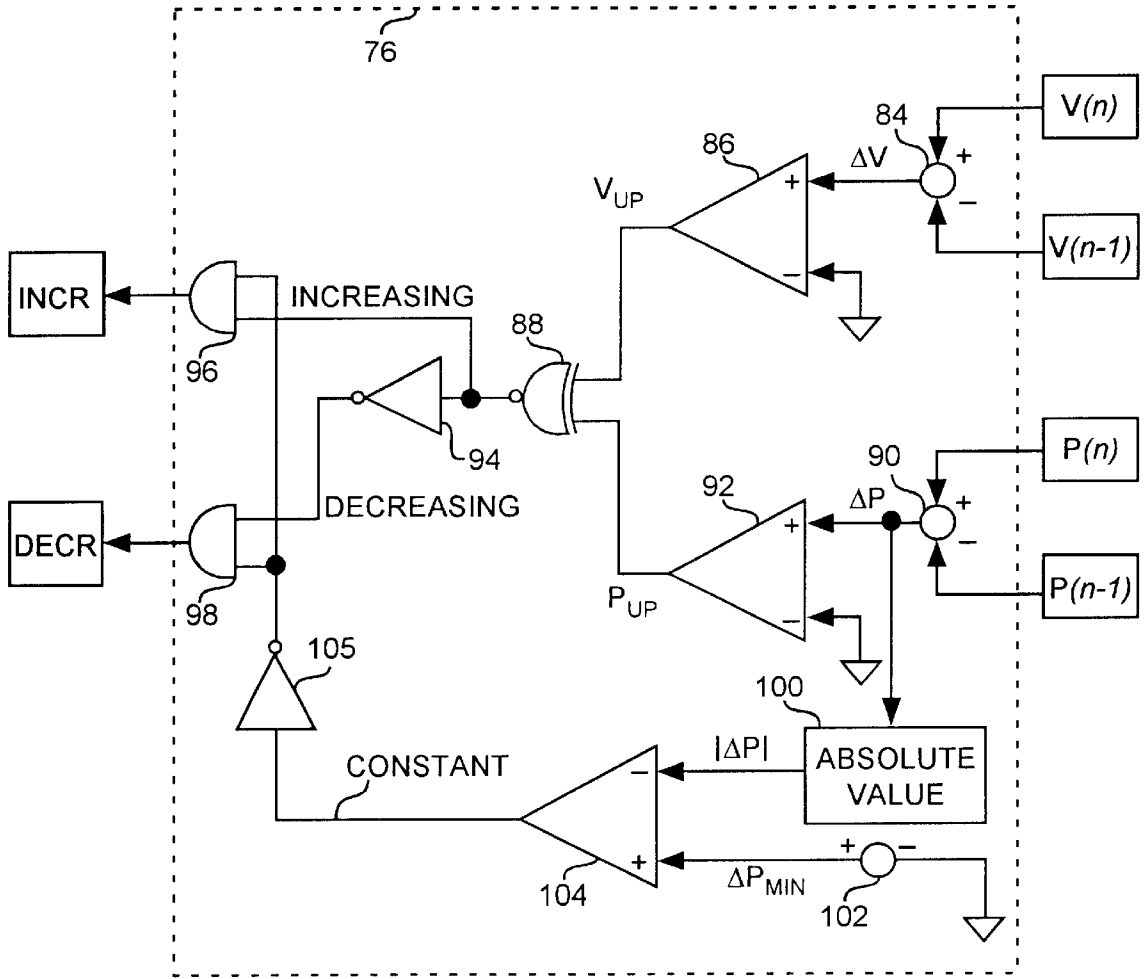 76
V(n)
84
+
86
ΔV
+
−
V(n-1)
V_UP
−
INCR
INCREASING
88
96
94
P(n)
90
+
92
ΔP
+
−
DECREASING
DECR
P(n-1)
98
P_UP
−
105
100
|ΔP|
ABSOLUTE
VALUE
CONSTANT
−
+
−
+
104
ΔP_MIN
102